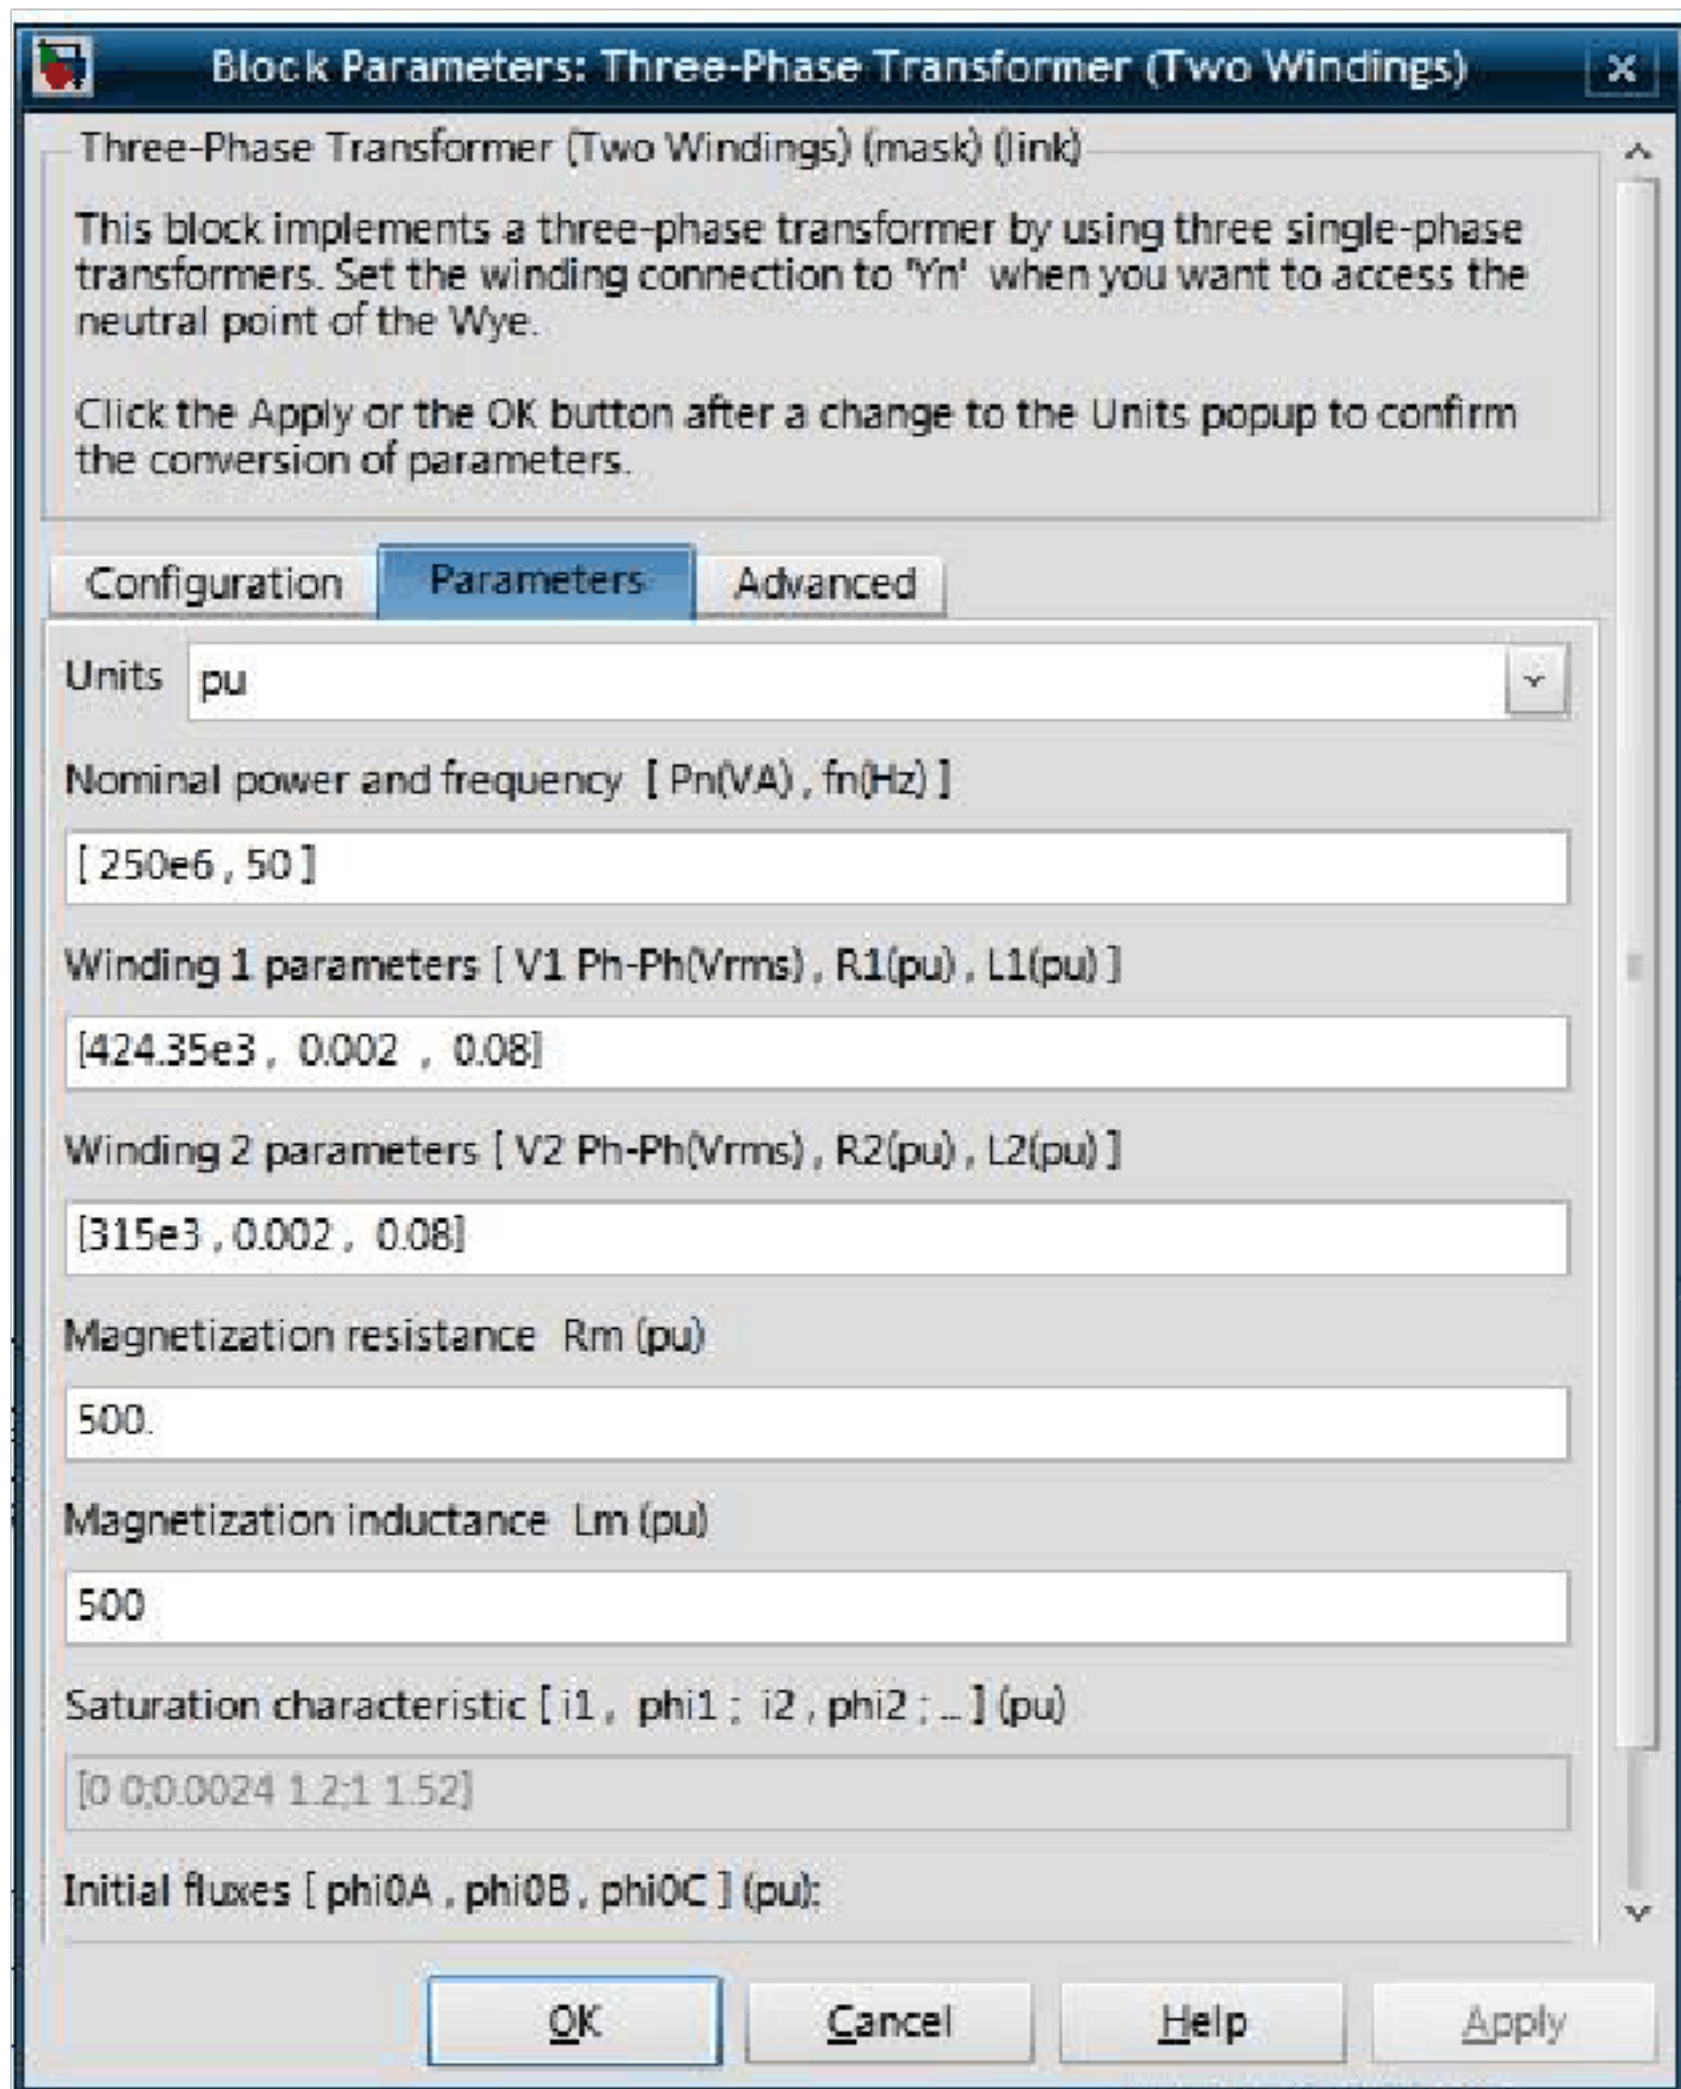 Block Parameters: Three-Phase Transformer (Two Windings)
Three-Phase Transformer (Two Windings) (mask) (link)
This block implements a three-phase transformer by using three single-phase
transformers. Set the winding connection to 'Yn' when you want to access the
neutral point of the Wye.
Click the Apply or the OK button after a change to the Units popup to confirm
the conversion of parameters.
Configuration Parameters Advanced
Units pu
Nominal power and frequency [ Pn(VA) , fn(Hz) ]
[ 250e6 , 50 ]
Winding 1 parameters [ V1 Ph-Ph(Vrms) , R1(pu) , L1(pu) ]
[424.35e3 , 0.002 , 0.08]
Winding 2 parameters [ V2 Ph-Ph(Vrms) , R2(pu) , L2(pu) ]
[315e3 , 0.002 , 0.08]
Magnetization resistance Rm (pu)
500.
Magnetization inductance Lm (pu)
500
Saturation characteristic [ i1 , phi1 ; i2 , phi2 ; ... ] (pu)
[0 0;0.0024 1.2;1 1.52]
Initial fluxes [ phi0A , phi0B , phi0C ] (pu):
OK Cancel Help Apply